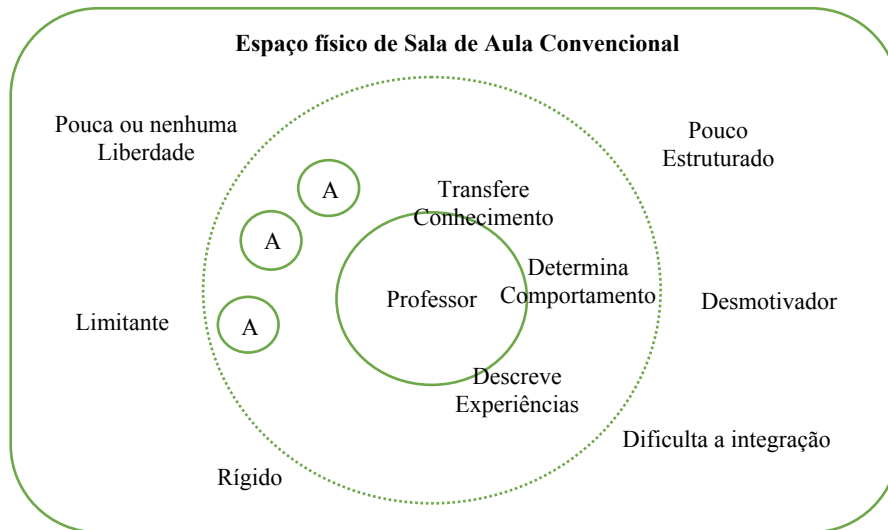 Espaço físico de Sala de Aula Convencional
Pouca ou nenhuma
Liberdade
Pouco
Estruturado
A
Transfere
Conhecimento
A
Determina
Comportamento
Professor
Desmotivador
Limitante
A
Descreve
Experiências
Dificulta a integração
Rígido